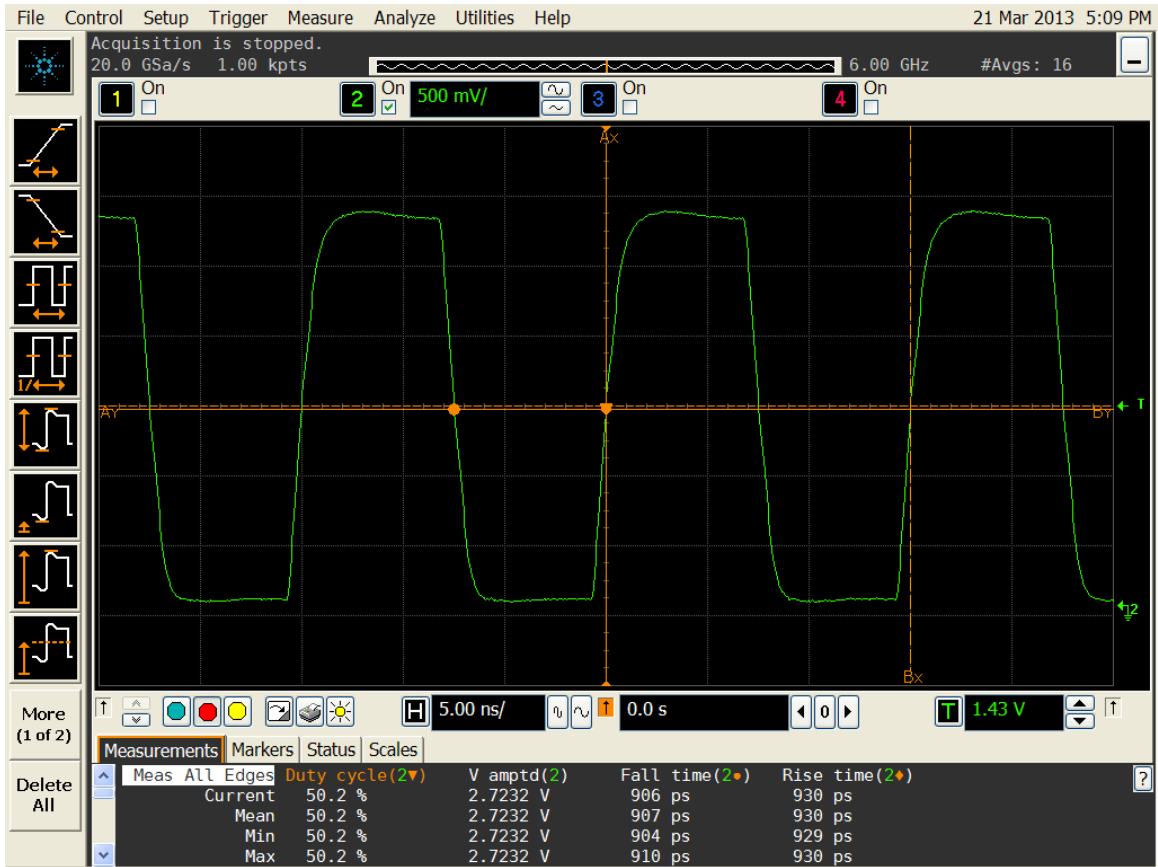 File Control Setup Trigger Measure Analyze Utilities Help 21 Mar 2013 5:09 PM
Acquisition is stopped.
20.0 GSa/s 1.00 kpts 6.00 GHz #Avgs: 16
1 On 2 On 500 mV/ 3 On 4 On
Ax
AY BY T
2
Bx
1/
More
(1 of 2)
Delete
All
H 5.00 ns/ 0.0 s 0 T 1.43 V
Measurements Markers Status Scales
Meas All Edges Duty cycle(2▼) V amptd(2) Fall time(2●) Rise time(2♦) ?
Current 50.2 % 2.7232 V 906 ps 930 ps
Mean 50.2 % 2.7232 V 907 ps 930 ps
Min 50.2 % 2.7232 V 904 ps 929 ps
Max 50.2 % 2.7232 V 910 ps 930 ps